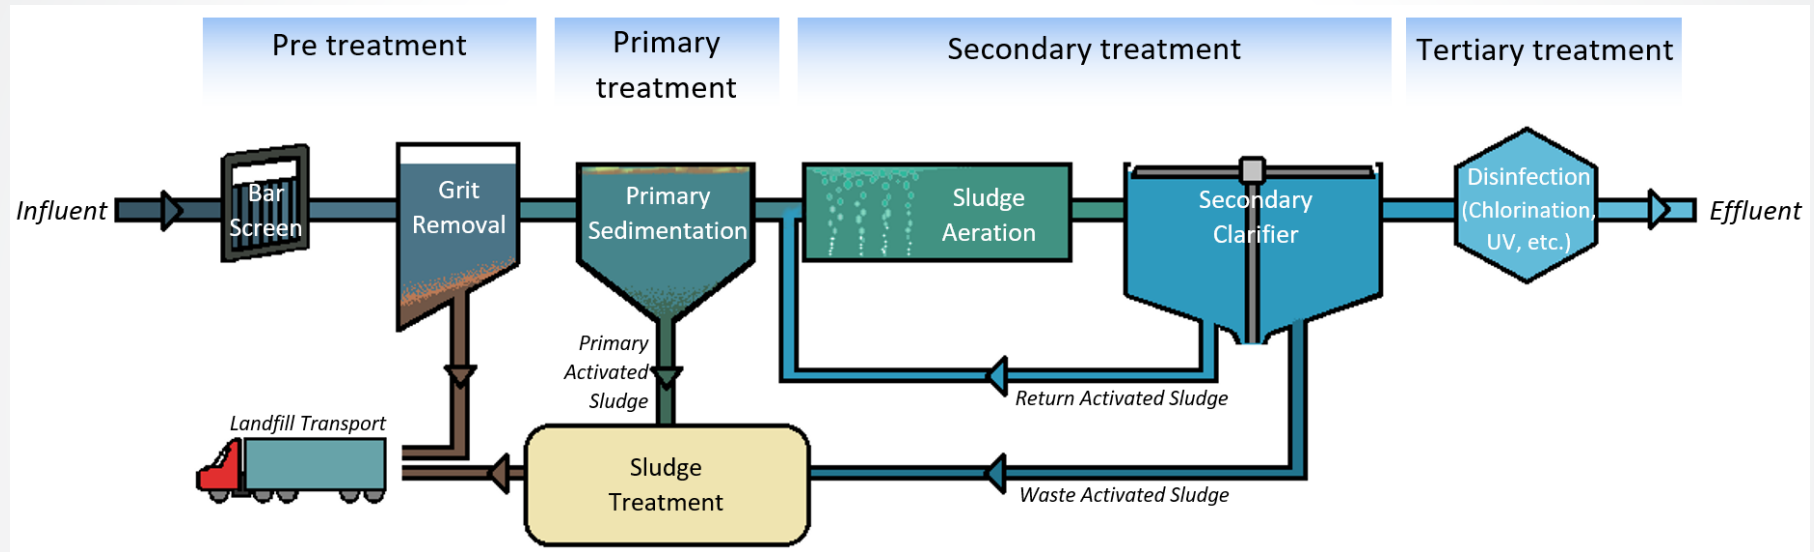 Pre treatment
Primary
treatment
Secondary treatment
Tertiary treatment
Influent
Bar
Screen
Grit
Removal
Primary
Sedimentation
Sludge
Aeration
Secondary
Clarifier
Disinfection
(Chlorination,
UV, etc.)
Effluent
Primary
Activated
Sludge
Return Activated Sludge
Landfill Transport
Sludge
Treatment
Waste Activated Sludge